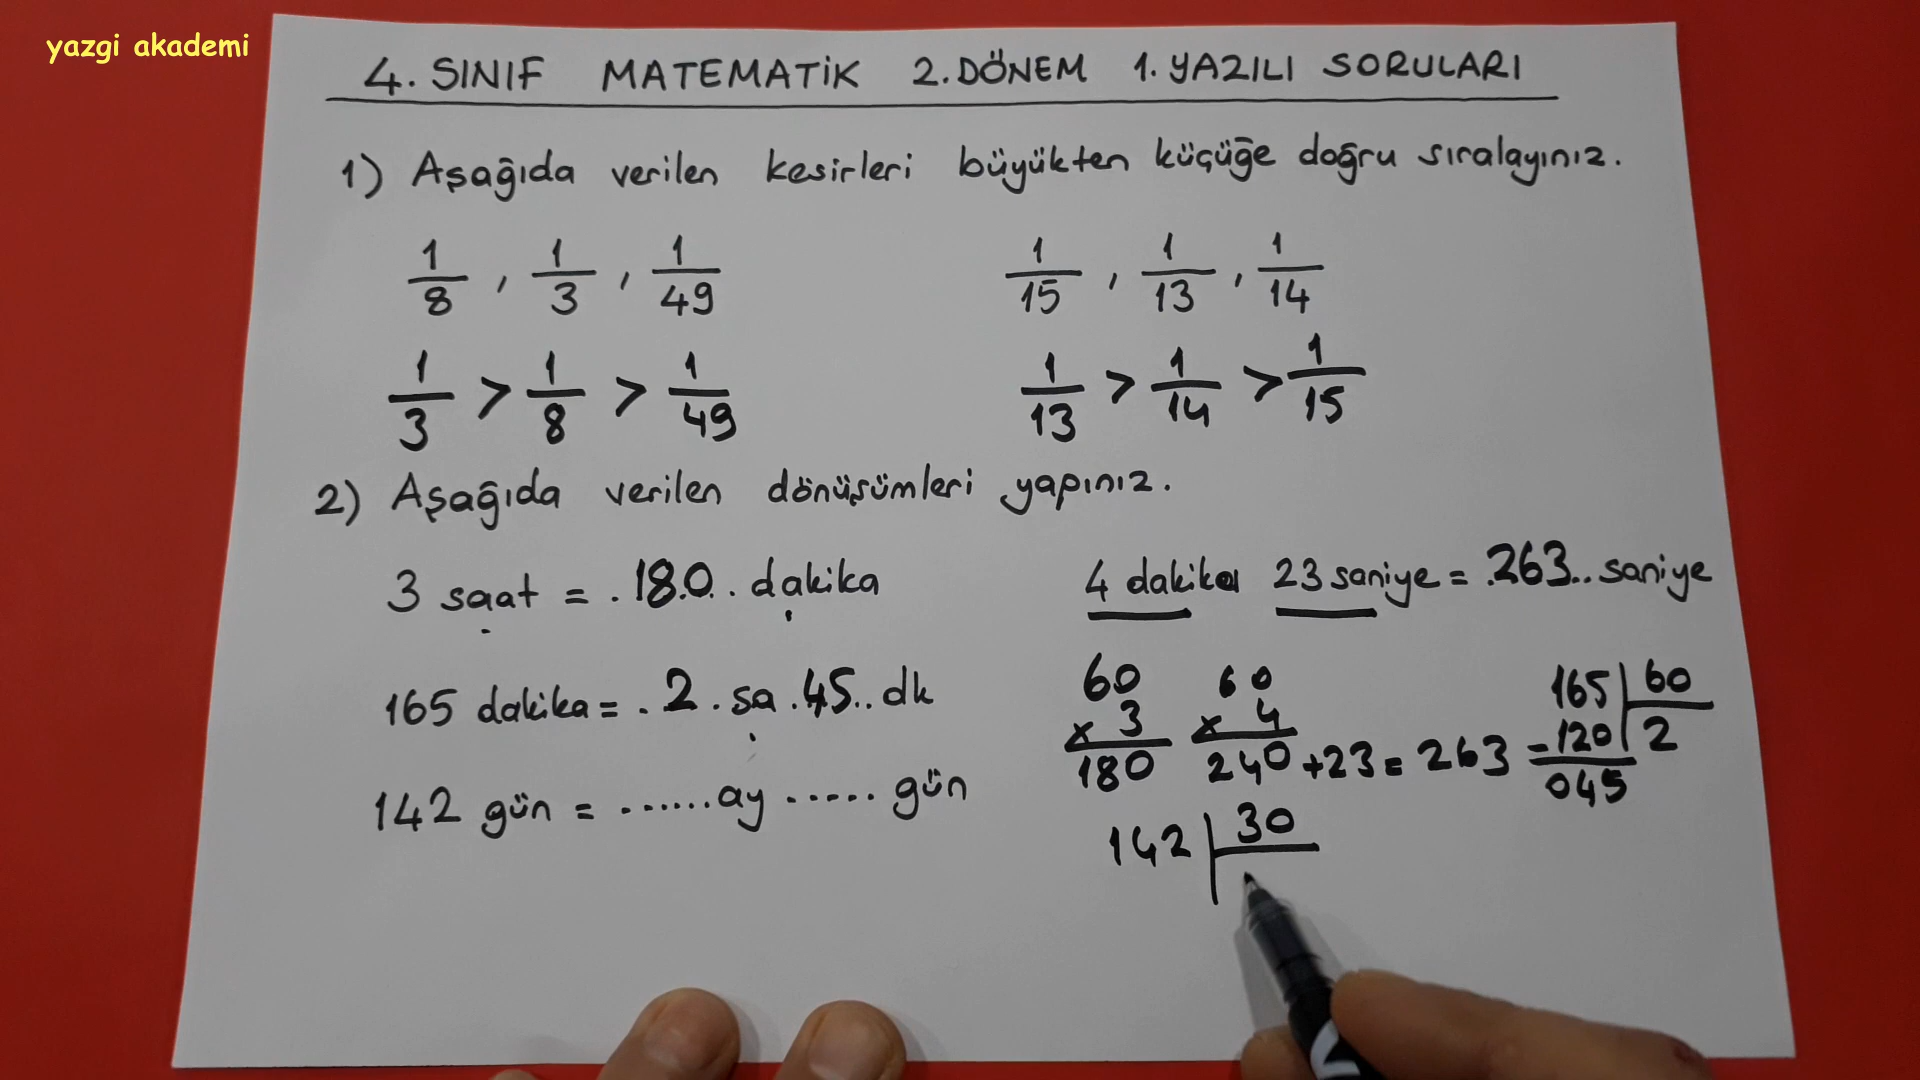 yazgi akademi
4. SINIF MATEMATİK 2. DÖNEM 1. YAZILI SORULARI
1) Aşağıda verilen kesirleri büyükten küçüğe doğru sıralayınız.
1/8 , 1/3 , 1/49
1/15 , 1/13 , 1/14
1/3 > 1/8 > 1/49
1/13 > 1/14 > 1/15
2) Aşağıda verilen dönüşümleri yapınız.
3 saat = . 180 . . dakika
4 dakika 23 saniye = .263.. saniye
165 dakika = . 2 . sa . 45.. dk
142 gün = ......ay ..... gün
60
x 3
180
60
x 4
240 +23 = 263
165 | 60
-120 | 2
045
142 | 30